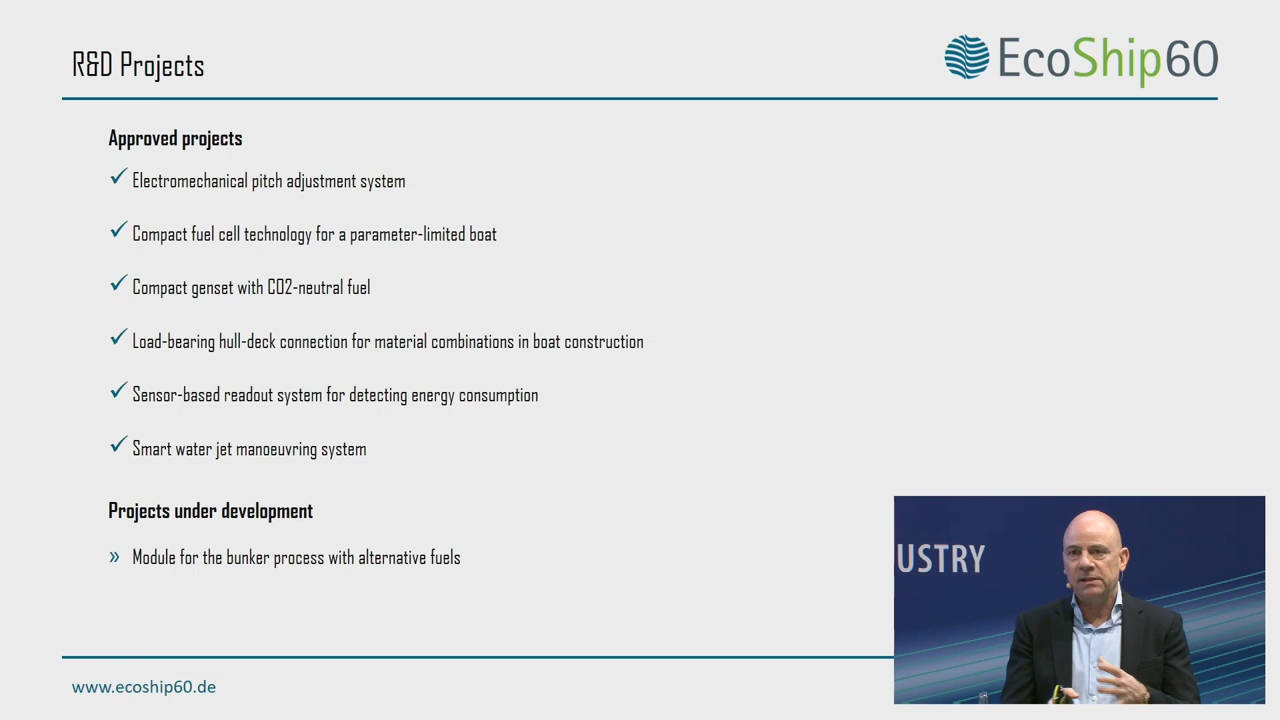 R&D Projects
EcoShip60
Approved projects
✓ Electromechanical pitch adjustment system
✓ Compact fuel cell technology for a parameter-limited boat
✓ Compact genset with CO2-neutral fuel
✓ Load-bearing hull-deck connection for material combinations in boat construction
✓ Sensor-based readout system for detecting energy consumption
✓ Smart water jet manoeuvring system
Projects under development
» Module for the bunker process with alternative fuels
USTRY
www.ecoship60.de